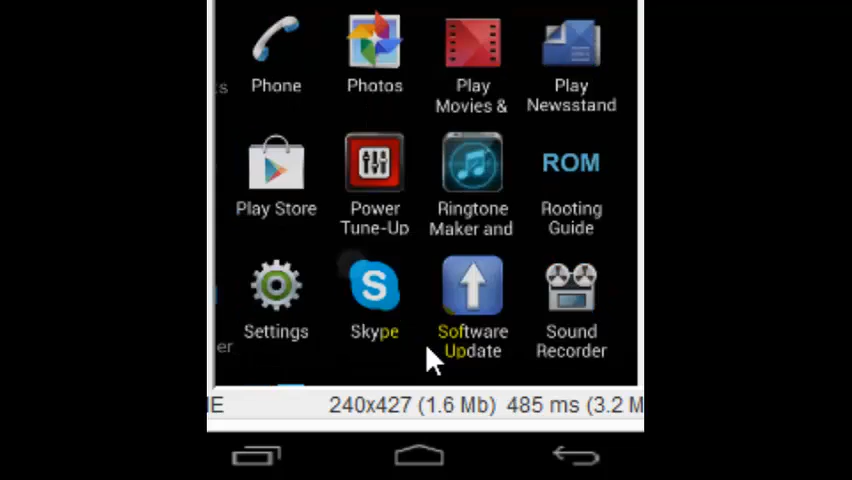 Phone Photos Play Play
Movies & Newsstand
Play Store Power Ringtone Rooting
Tune-Up Maker and Guide
ROM
Settings Skype Software Sound
Update Recorder
S
er
240x427 (1.6 Mb) 485 ms (3.2 M